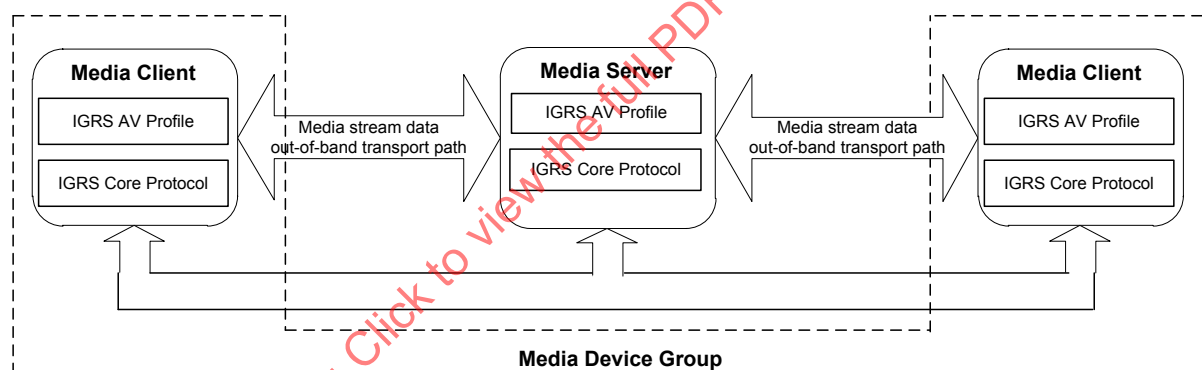 Media Client
IGRS AV Profile
IGRS Core Protocol
Media stream data
out-of-band transport path
Media Server
IGRS AV Profile
IGRS Core Protocol
Media stream data
out-of-band transport path
Media Client
IGRS AV Profile
IGRS Core Protocol
Media Device Group
Click to view the full PDF